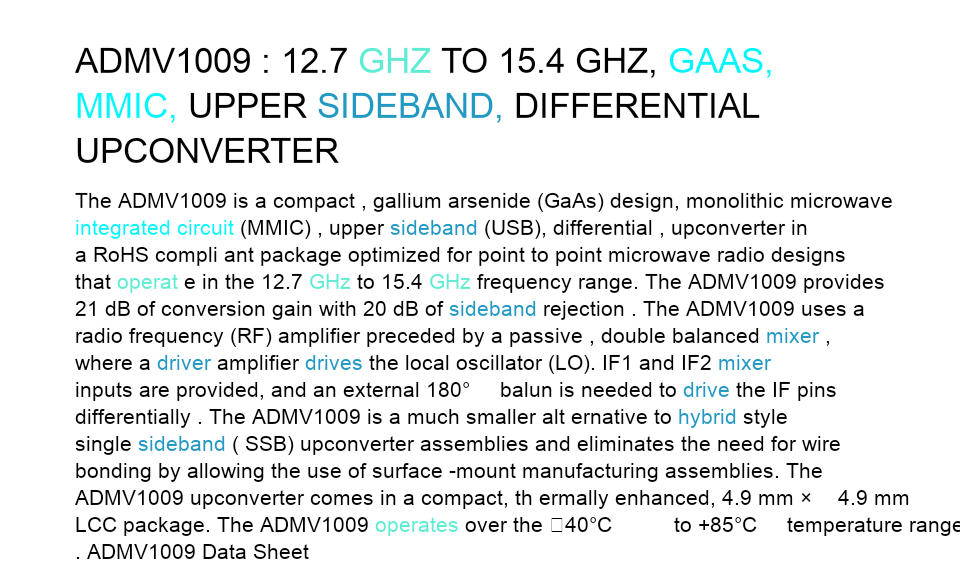 ADMV1009 : 12.7 GHZ TO 15.4 GHZ, GAAS,
MMIC, UPPER SIDEBAND, DIFFERENTIAL
UPCONVERTER
The ADMV1009 is a compact , gallium arsenide (GaAs) design, monolithic microwave
integrated circuit (MMIC) , upper sideband (USB), differential , upconverter in
a RoHS compli ant package optimized for point to point microwave radio designs
that operat e in the 12.7 GHz to 15.4 GHz frequency range. The ADMV1009 provides
21 dB of conversion gain with 20 dB of sideband rejection . The ADMV1009 uses a
radio frequency (RF) amplifier preceded by a passive , double balanced mixer ,
where a driver amplifier drives the local oscillator (LO). IF1 and IF2 mixer
inputs are provided, and an external 180° balun is needed to drive the IF pins
differentially . The ADMV1009 is a much smaller alt ernative to hybrid style
single sideband ( SSB) upconverter assemblies and eliminates the need for wire
bonding by allowing the use of surface -mount manufacturing assemblies. The
ADMV1009 upconverter comes in a compact, th ermally enhanced, 4.9 mm × 4.9 mm
LCC package. The ADMV1009 operates over the □40°C to +85°C temperature range
. ADMV1009 Data Sheet